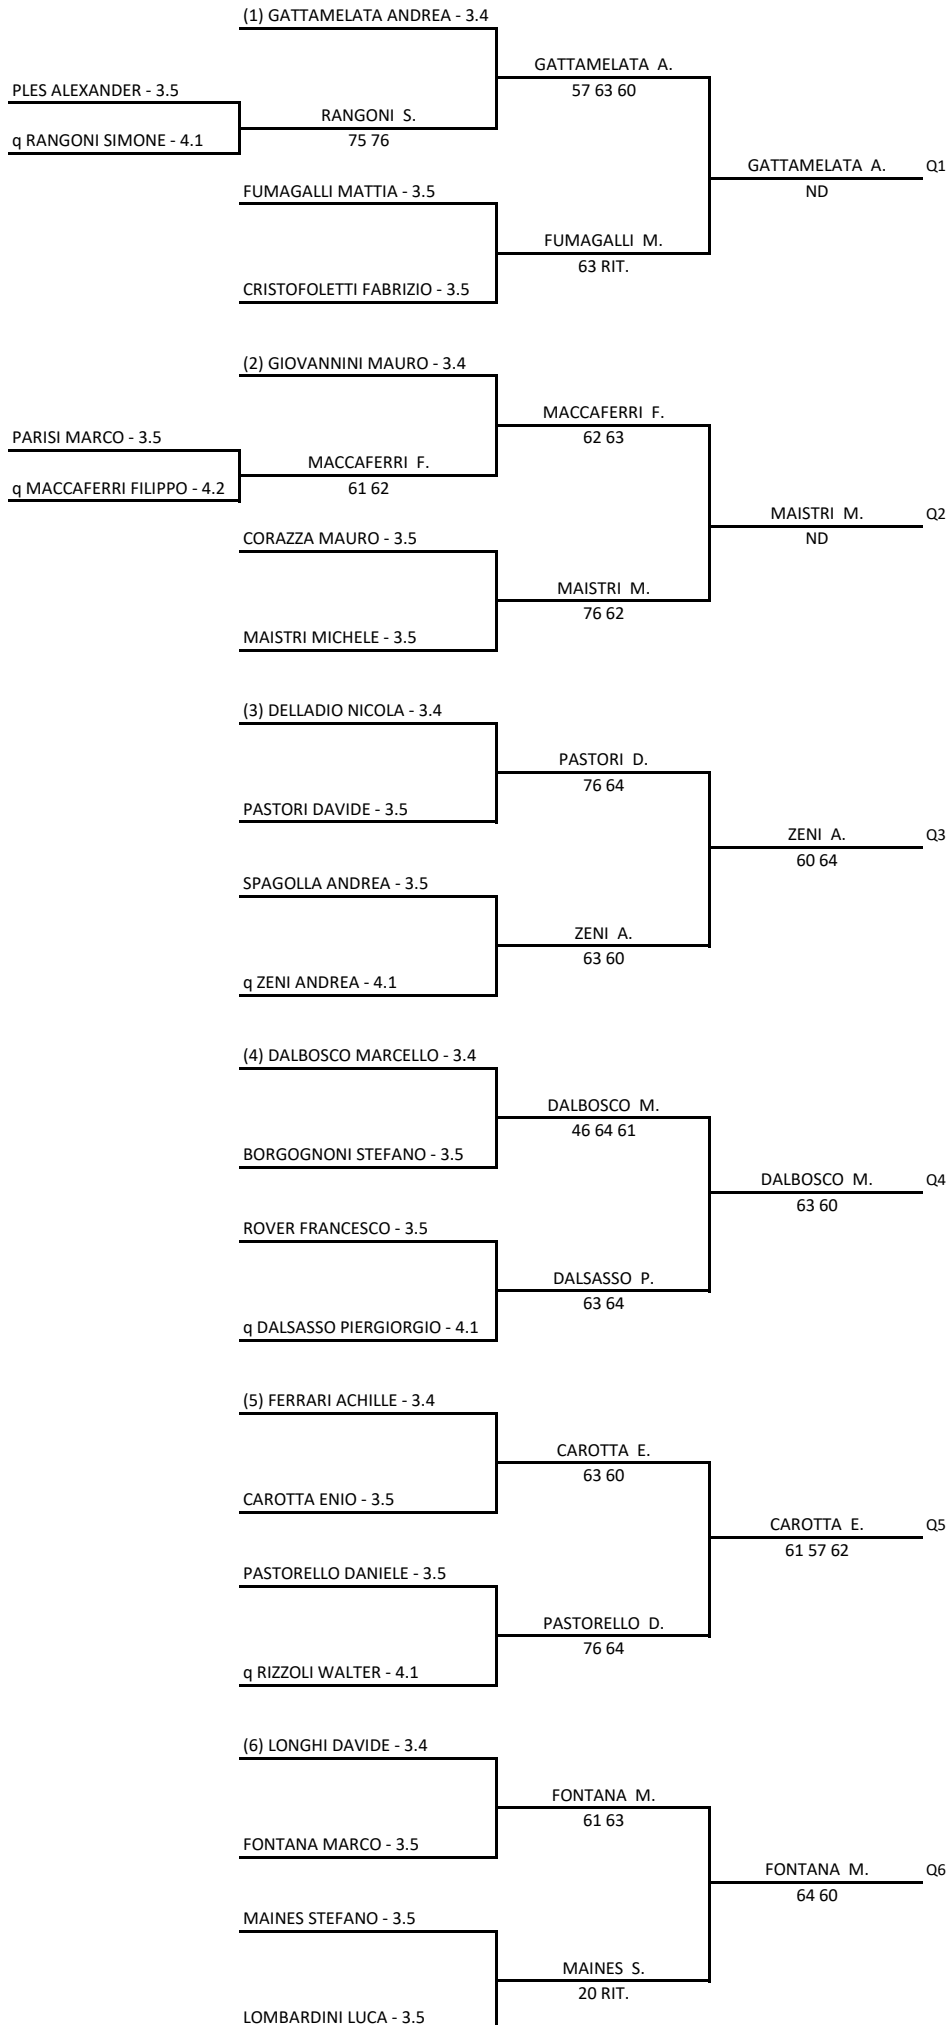 (1) GATTAMELATA ANDREA - 3.4
GATTAMELATA A.
PLES ALEXANDER - 3.5
57 63 60
RANGONI S.
q RANGONI SIMONE - 4.1
75 76
GATTAMELATA A.
Q1
FUMAGALLI MATTIA - 3.5
ND
FUMAGALLI M.
63 RIT.
CRISTOFOLETTI FABRIZIO - 3.5
(2) GIOVANNINI MAURO - 3.4
MACCAFERRI F.
PARISI MARCO - 3.5
62 63
MACCAFERRI F.
q MACCAFERRI FILIPPO - 4.2
61 62
MAISTRI M.
Q2
CORAZZA MAURO - 3.5
ND
MAISTRI M.
76 62
MAISTRI MICHELE - 3.5
(3) DELLADIO NICOLA - 3.4
PASTORI D.
76 64
PASTORI DAVIDE - 3.5
ZENI A.
Q3
60 64
SPAGOLLA ANDREA - 3.5
ZENI A.
63 60
q ZENI ANDREA - 4.1
(4) DALBOSCO MARCELLO - 3.4
DALBOSCO M.
46 64 61
BORGOGNONI STEFANO - 3.5
DALBOSCO M.
Q4
63 60
ROVER FRANCESCO - 3.5
DALSASSO P.
63 64
q DALSASSO PIERGIORGIO - 4.1
(5) FERRARI ACHILLE - 3.4
CAROTTA E.
63 60
CAROTTA ENIO - 3.5
CAROTTA E.
Q5
61 57 62
PASTORELLO DANIELE - 3.5
PASTORELLO D.
76 64
q RIZZOLI WALTER - 4.1
(6) LONGHI DAVIDE - 3.4
FONTANA M.
61 63
FONTANA MARCO - 3.5
FONTANA M.
Q6
64 60
MAINES STEFANO - 3.5
MAINES S.
20 RIT.
LOMBARDINI LUCA - 3.5